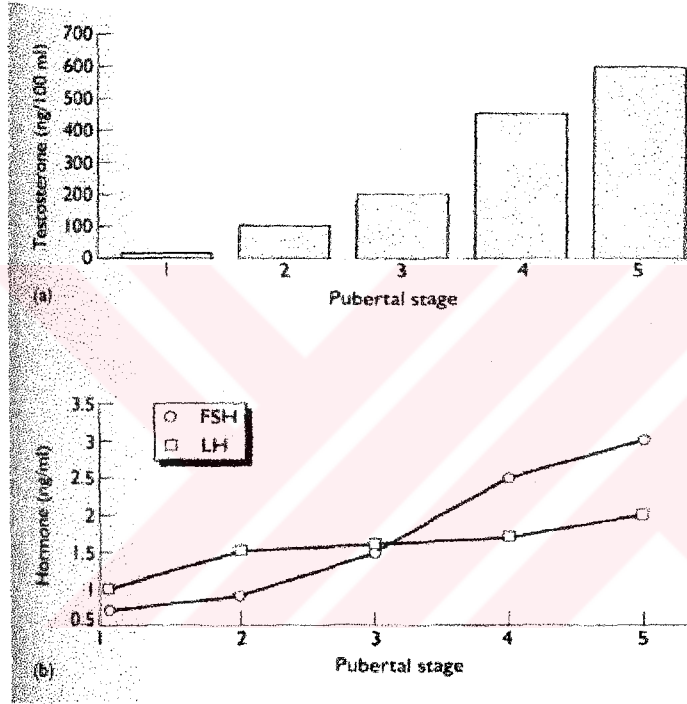 700
600
500
400
300
200
100
0
Testosterone (ng/100 ml)
1 2 3 4 5
(a)
Pubertal stage
3.5
3
2.5
2
1.5
1
0.5
Hormone (ng/ml)
FSH
LH
1 2 3 4 5
(b)
Pubertal stage